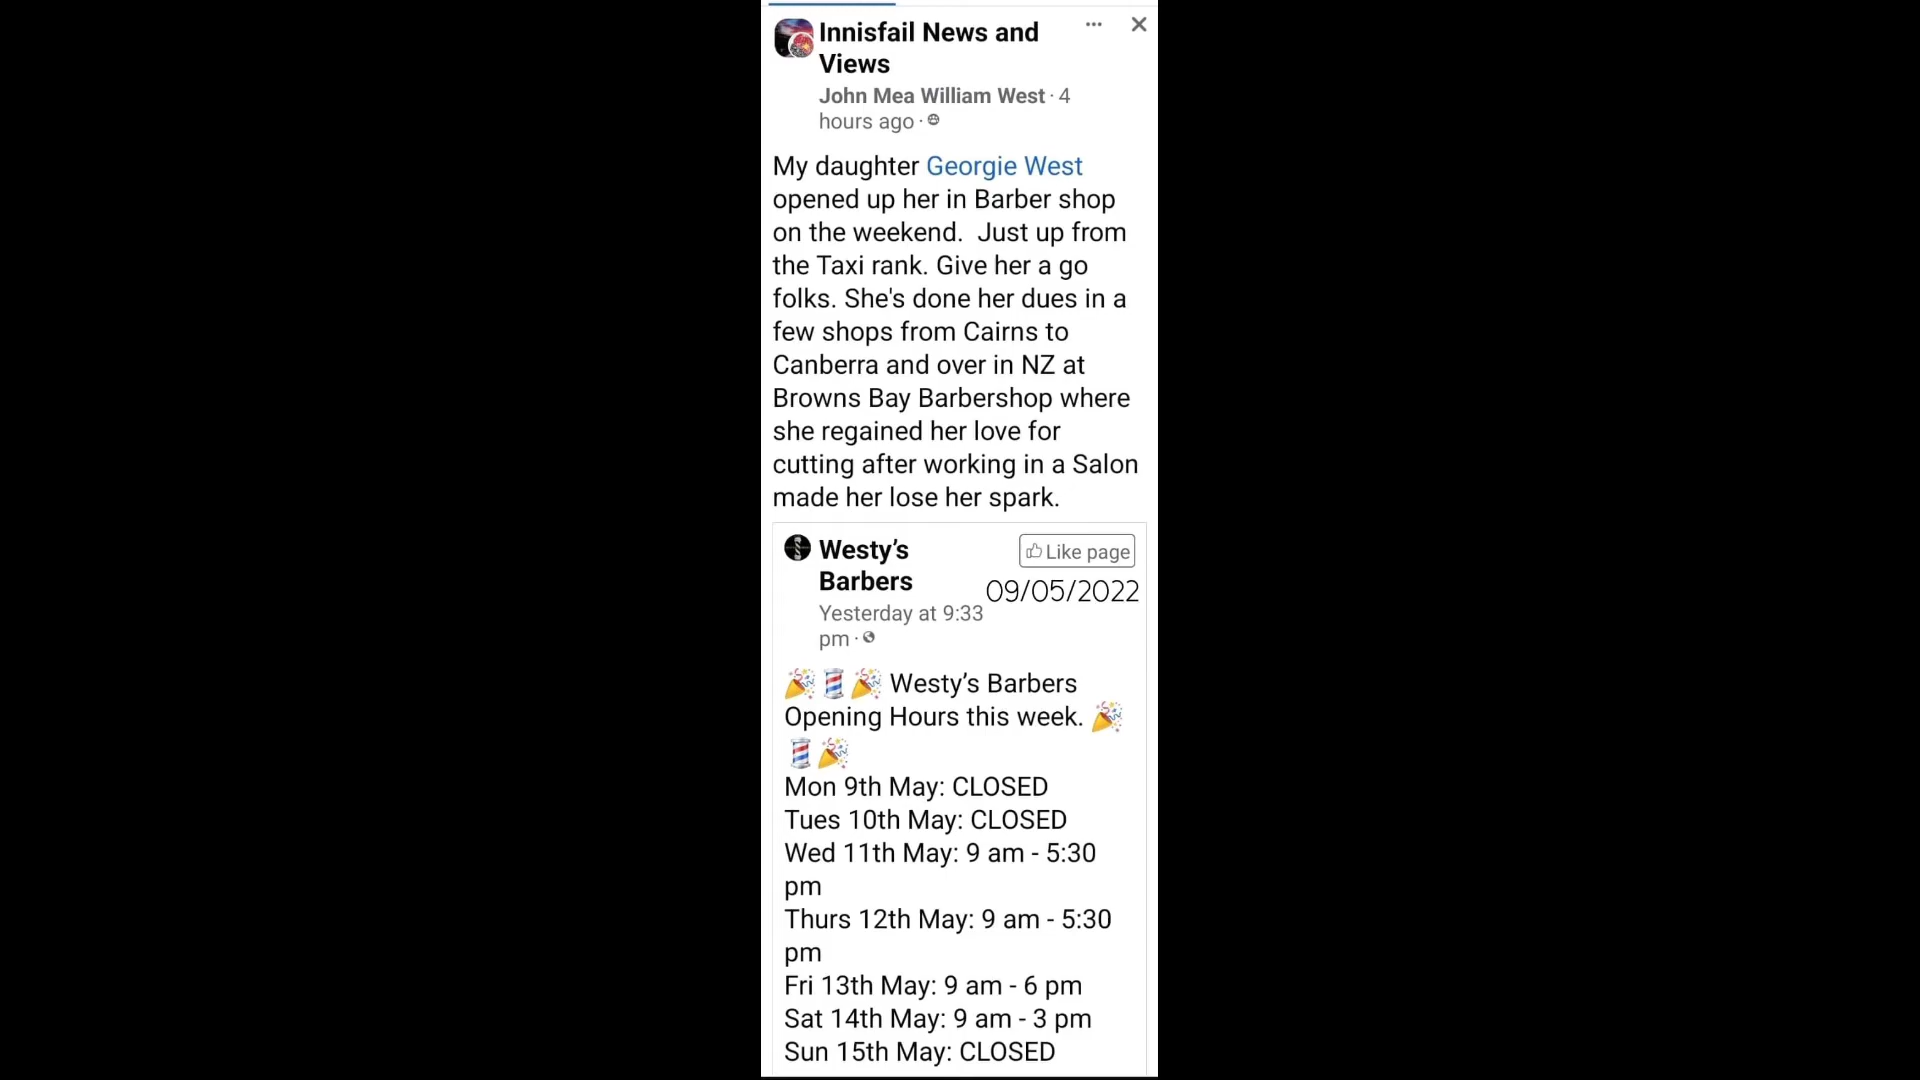 Innisfail News and
Views
John Mea William West · 4
hours ago ·
My daughter Georgie West
opened up her in Barber shop
on the weekend.  Just up from
the Taxi rank. Give her a go
folks. She's done her dues in a
few shops from Cairns to
Canberra and over in NZ at
Browns Bay Barbershop where
she regained her love for
cutting after working in a Salon
made her lose her spark.
Westy’s
Barbers
Like page
09/05/2022
Yesterday at 9:33
pm ·
🎉💈🎉 Westy’s Barbers
Opening Hours this week. 🎉
💈🎉
Mon 9th May: CLOSED
Tues 10th May: CLOSED
Wed 11th May: 9 am - 5:30
pm
Thurs 12th May: 9 am - 5:30
pm
Fri 13th May: 9 am - 6 pm
Sat 14th May: 9 am - 3 pm
Sun 15th May: CLOSED